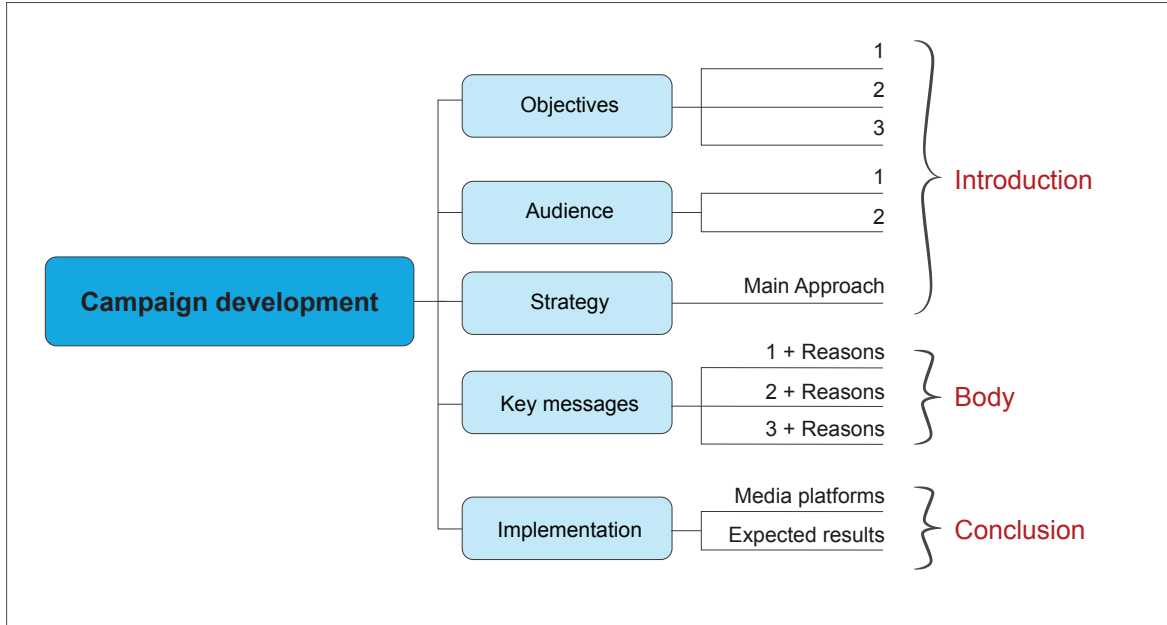 Campaign development
Objectives
1
2
3
Audience
1
2
Strategy
Main Approach
Introduction
Key messages
1 + Reasons
2 + Reasons
3 + Reasons
Body
Implementation
Media platforms
Expected results
Conclusion